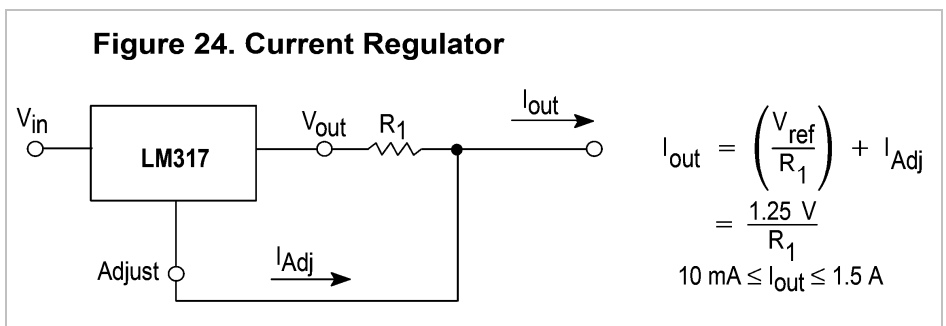 Figure 24. Current Regulator
Vin
LM317
Vout
R1
Iout
Adjust
IAdj
Iout = (Vref / R1) + IAdj
= 1.25 V / R1
10 mA ≤ Iout ≤ 1.5 A